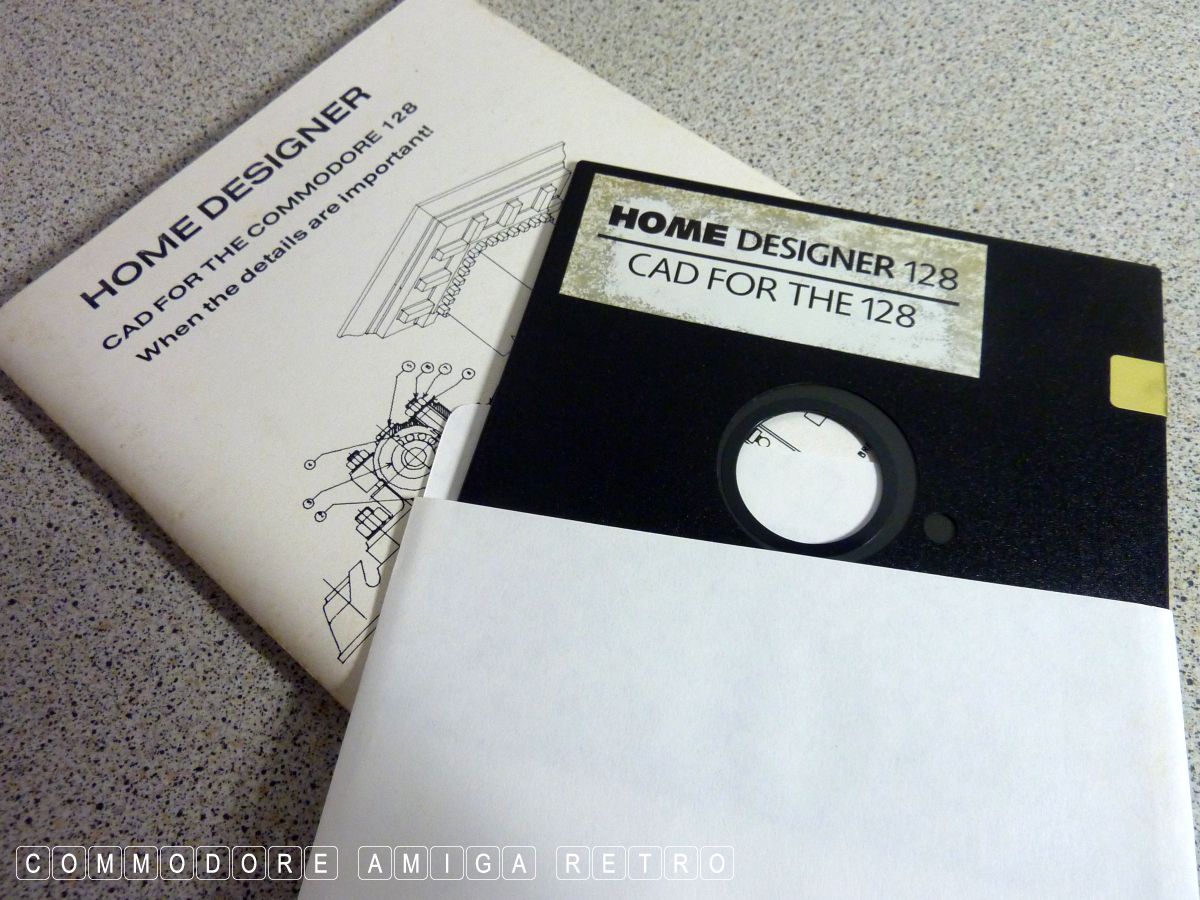 HOME DESIGNER
CAD FOR THE COMMODORE 128
When the details are important!
HOME DESIGNER 128
CAD FOR THE 128
COMMODORE AMIGA RETRO